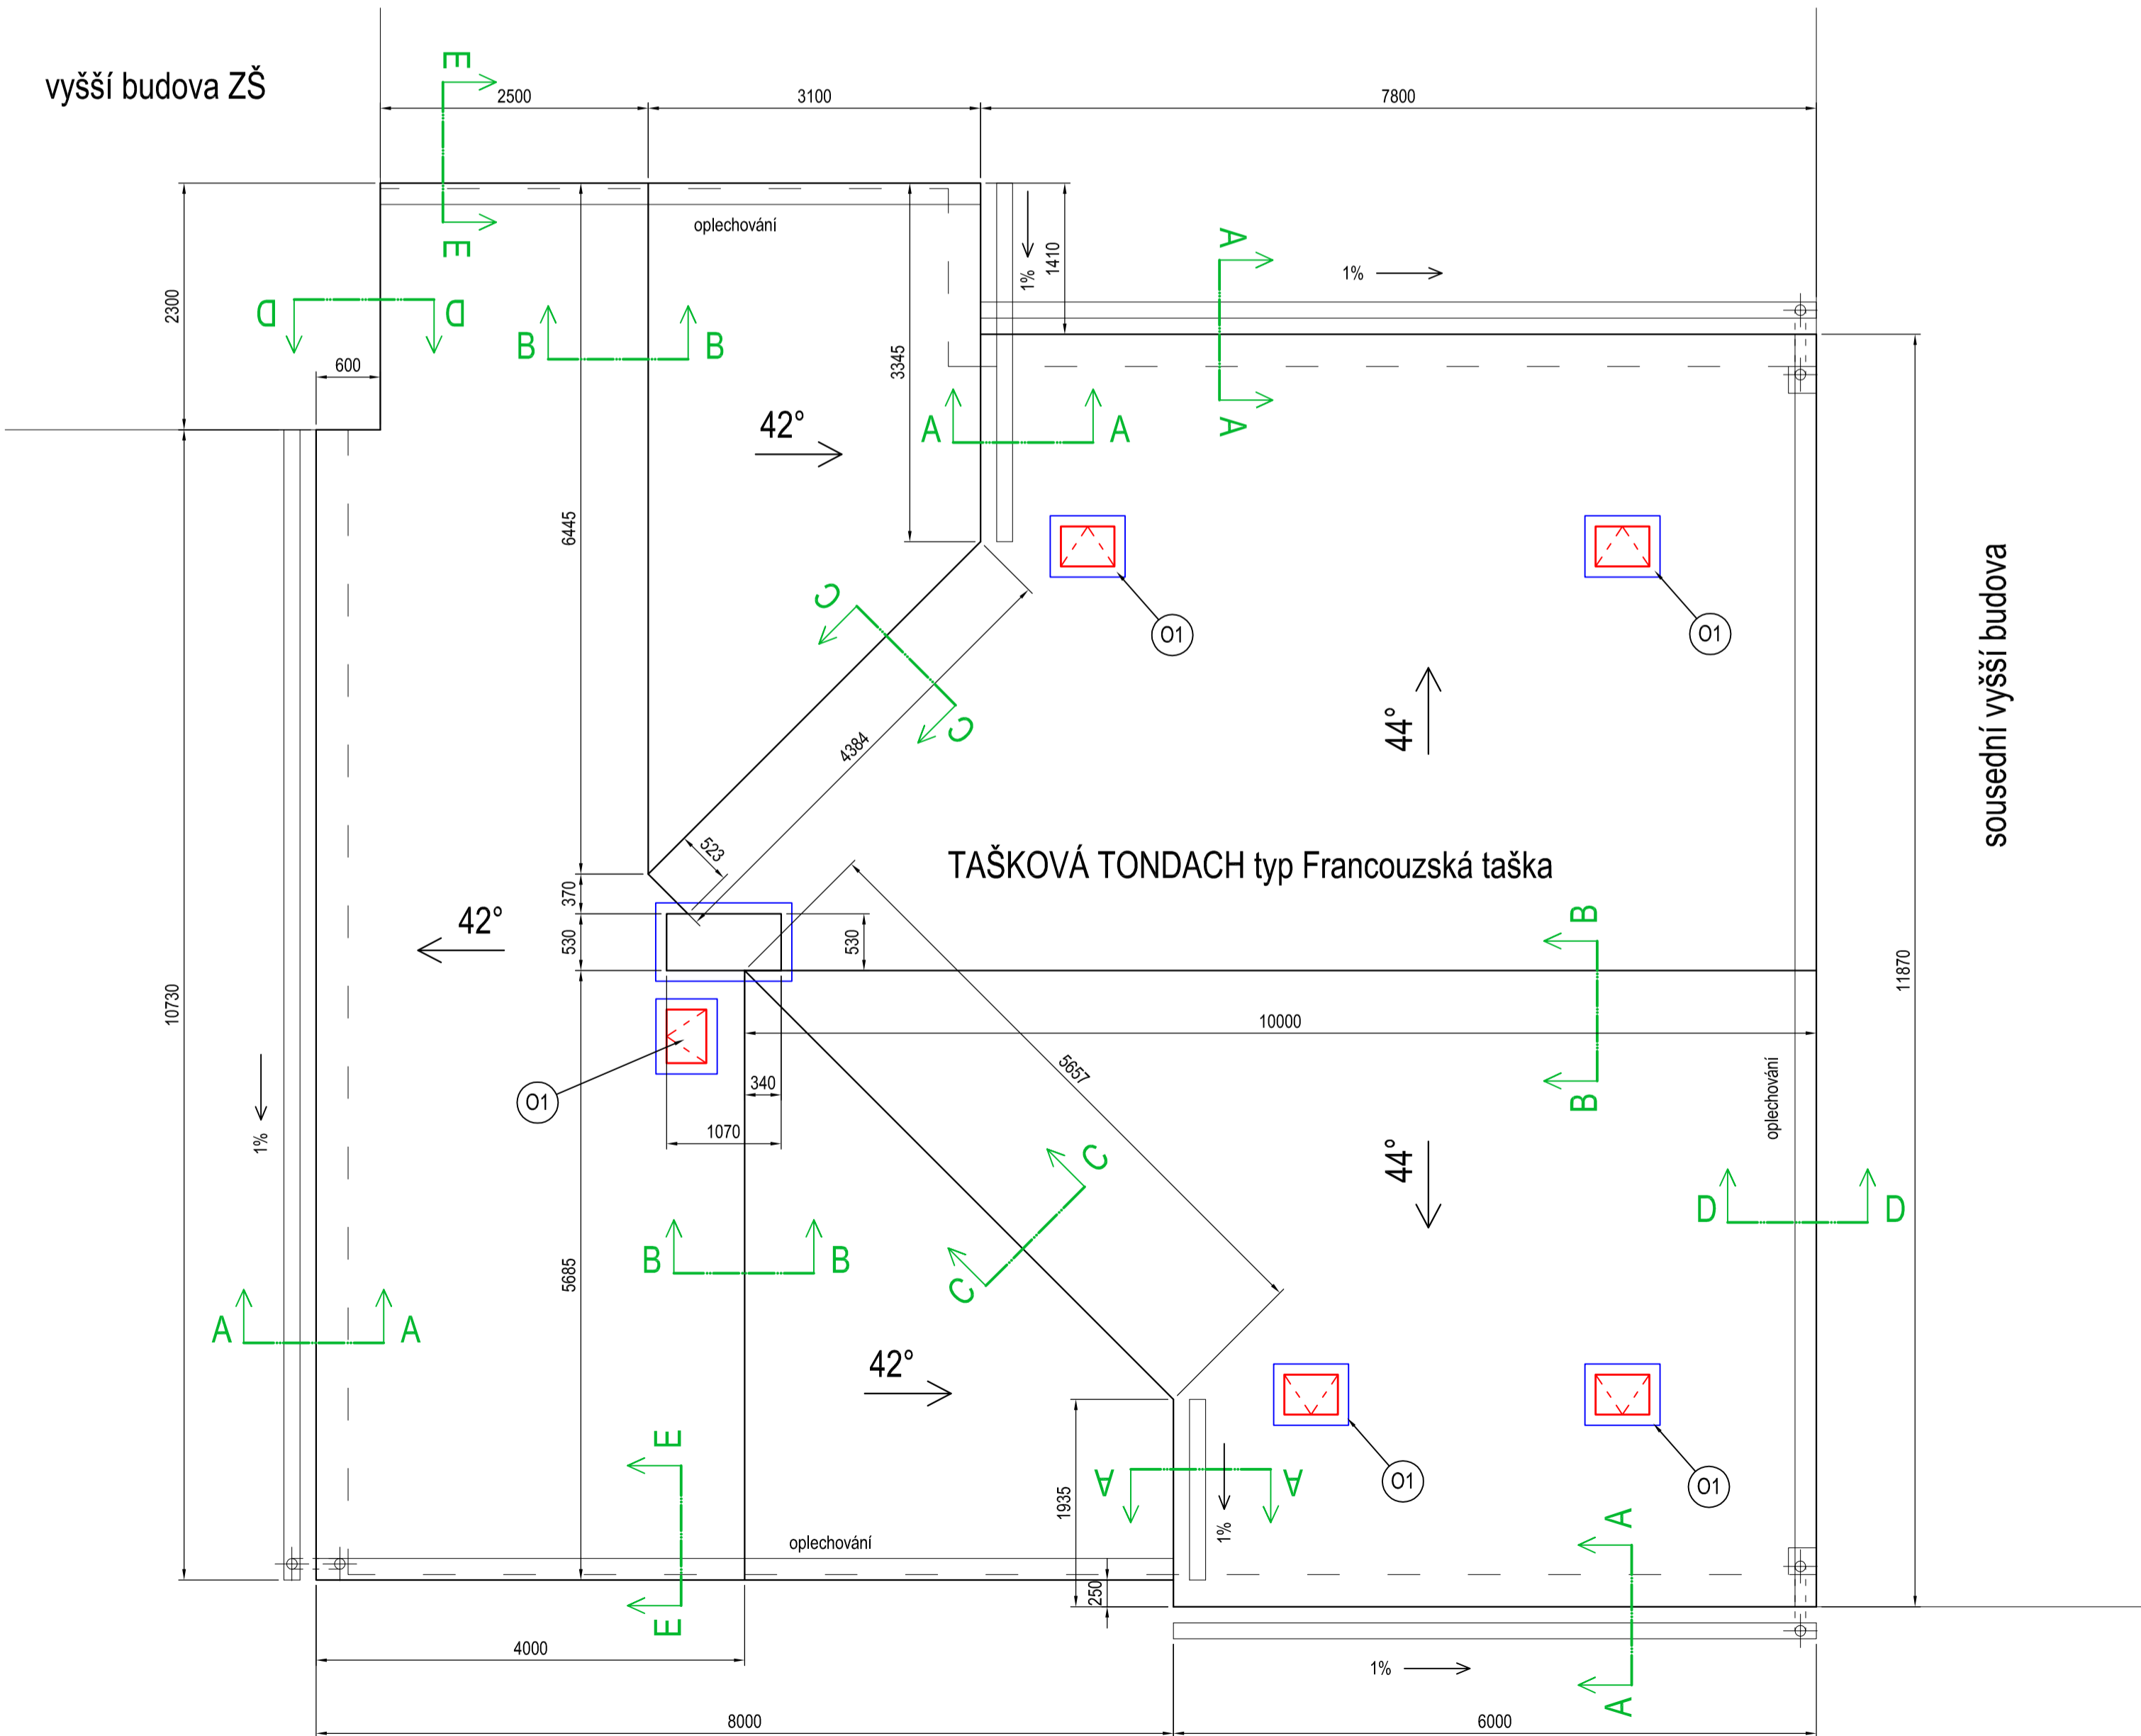 vyšší budova ZŠ
E
2500
3100
7800
oplechování
E
1%
1410
A
1%
2300
D
D
B
B
600
3345
42°
A
A
A
6445
C
O1
O1
sousední vyšší budova
C
44°
4384
523
TAŠKOVÁ TONDACH typ Francouzská taška
370
42°
530
530
B
11870
10730
10000
5657
340
O1
B
oplechování
1%
1070
44°
C
D
D
B
B
5685
C
A
A
42°
E
O1
O1
A
A
1935
A
1%
oplechování
250
E
4000
1%
A
8000
6000